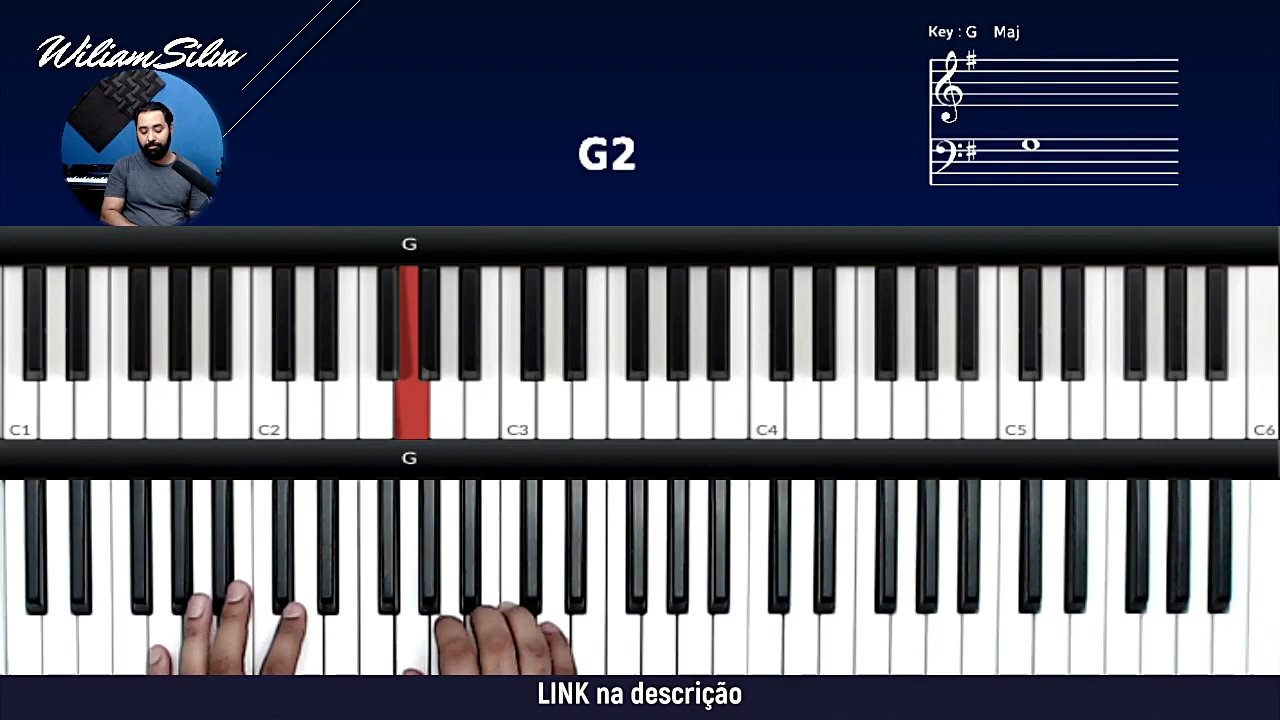 WiliamSilva
Key : G Maj
G2
G
C1 C2 C3 C4 C5 C6
G
LINK na descrição